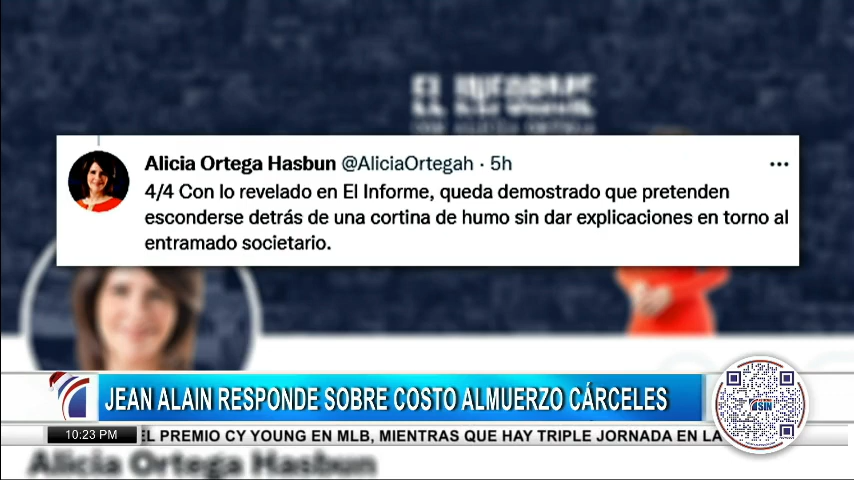 EL INFORME
Alicia Ortega Hasbun @AliciaOrtegah · 5h
4/4 Con lo revelado en El Informe, queda demostrado que pretenden
esconderse detrás de una cortina de humo sin dar explicaciones en torno al
entramado societario.
JEAN ALAIN RESPONDE SOBRE COSTO ALMUERZO CÁRCELES
SIN
10:23 PM
EL PREMIO CY YOUNG EN MLB, MIENTRAS QUE HAY TRIPLE JORNADA EN LA
Alicia Ortega Hasbun